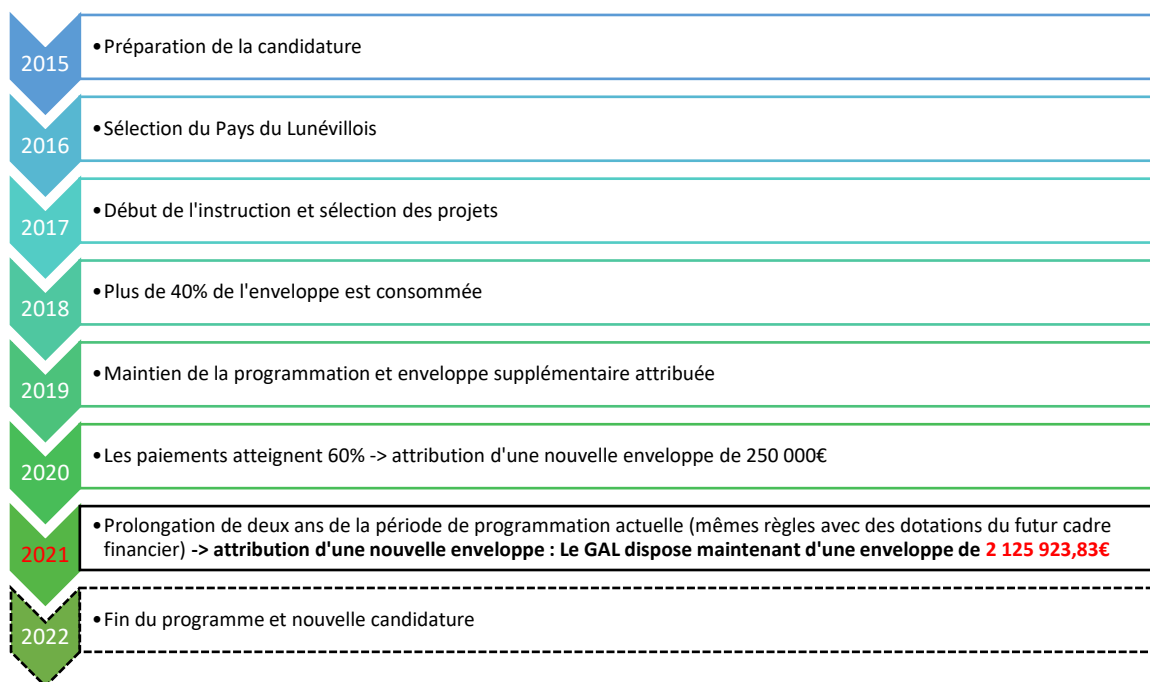 2015
•Préparation de la candidature
2016
•Sélection du Pays du Lunévillois
2017
•Début de l'instruction et sélection des projets
2018
•Plus de 40% de l'enveloppe est consommée
2019
•Maintien de la programmation et enveloppe supplémentaire attribuée
2020
•Les paiements atteignent 60% -> attribution d'une nouvelle enveloppe de 250 000€
2021
•Prolongation de deux ans de la période de programmation actuelle (mêmes règles avec des dotations du futur cadre
financier) -> attribution d'une nouvelle enveloppe : Le GAL dispose maintenant d'une enveloppe de 2 125 923,83€
2022
•Fin du programme et nouvelle candidature